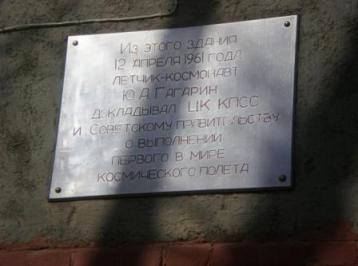 Из этого здания
12 апреля 1961 года
летчик-космонавт
Ю.А Гагарин
докладывал ЦК КПСС
и Советскому правительству
о выполнении
первого в мире
космического полета